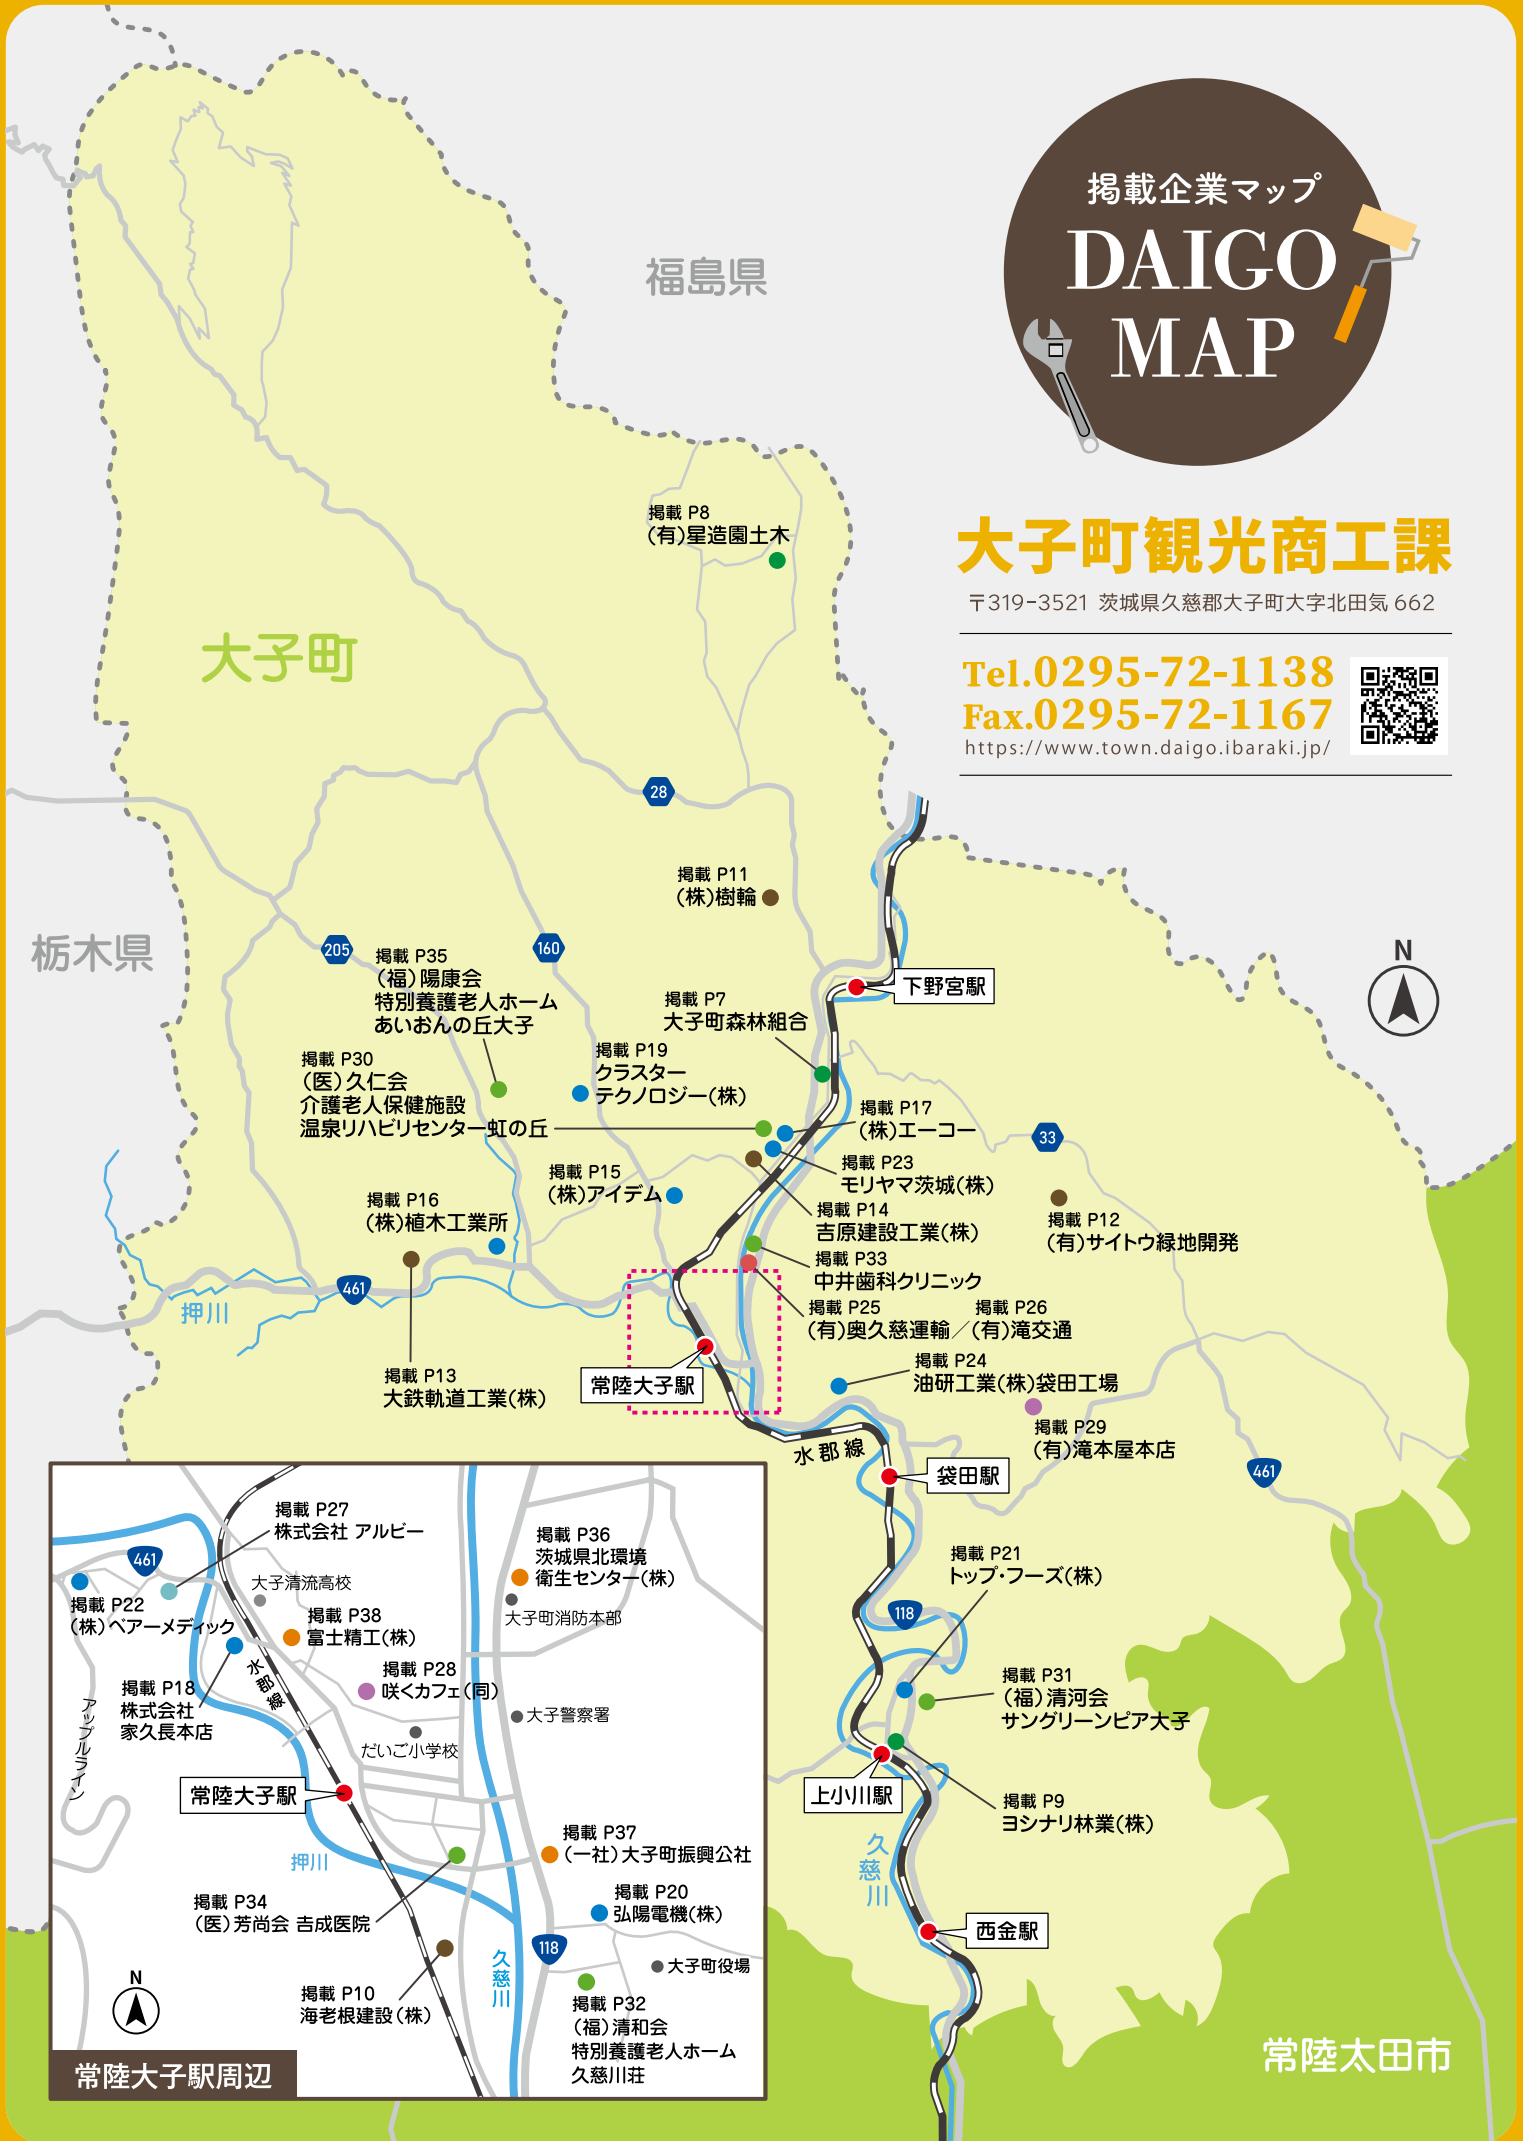 掲載企業マップ
DAIGO
MAP
大子町観光商工課
〒319-3521 茨城県久慈郡大子町大字北田気 662
Tel.0295-72-1138
Fax.0295-72-1167
https://www.town.daigo.ibaraki.jp/
福島県
大子町
栃木県
常陸太田市
N
掲載 P8
(有)星造園土木
28
掲載 P11
(株)樹輪
205
160
掲載 P35
(福)陽康会
特別養護老人ホーム
あいおんの丘大子
下野宮駅
掲載 P7
大子町森林組合
掲載 P30
(医)久仁会
介護老人保健施設
温泉リハビリセンター虹の丘
掲載 P19
クラスター
テクノロジー(株)
掲載 P17
(株)エーコー
33
掲載 P23
モリヤマ茨城(株)
掲載 P15
(株)アイデム
掲載 P16
(株)植木工業所
掲載 P14
吉原建設工業(株)
掲載 P12
(有)サイトウ緑地開発
掲載 P33
中井歯科クリニック
461
押川
掲載 P25
(有)奥久慈運輸/
掲載 P26
(有)滝交通
掲載 P13
大鉄軌道工業(株)
常陸大子駅
掲載 P24
油研工業(株)袋田工場
掲載 P29
(有)滝本屋本店
水郡線
袋田駅
461
掲載 P21
トップ・フーズ(株)
118
掲載 P31
(福)清河会
サングリーンピア大子
上小川駅
掲載 P9
ヨシナリ林業(株)
久慈川
西金駅
掲載 P27
株式会社 アルビー
461
掲載 P36
茨城県北環境
衛生センター(株)
大子清流高校
大子町消防本部
掲載 P22
(株)ベアーメディック
掲載 P38
富士精工(株)
水郡線
掲載 P28
咲くカフェ(同)
掲載 P18
株式会社
家久長本店
アップルライン
大子警察署
だいご小学校
常陸大子駅
押川
掲載 P37
(一社)大子町振興公社
掲載 P34
(医)芳尚会 吉成医院
掲載 P20
弘陽電機(株)
118
久慈川
大子町役場
掲載 P10
海老根建設(株)
掲載 P32
(福)清和会
特別養護老人ホーム
久慈川荘
N
常陸大子駅周辺